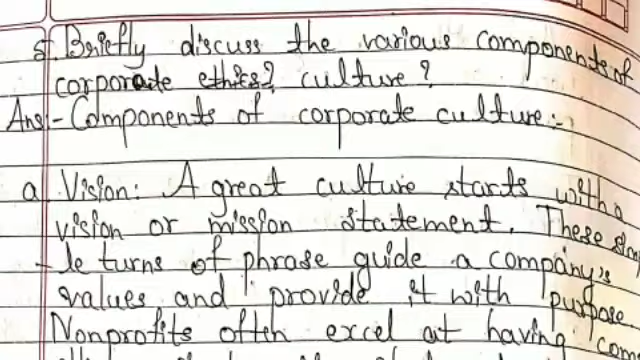 5. Briefly discuss the various components of
corporate ethics? culture?
Ans:- Components of corporate culture:-
a. Vision: A great culture starts with a
vision or mission statement. These sim
-le turns of phrase guide a company's
values and provide it with purpose.
Nonprofits often excel at having com